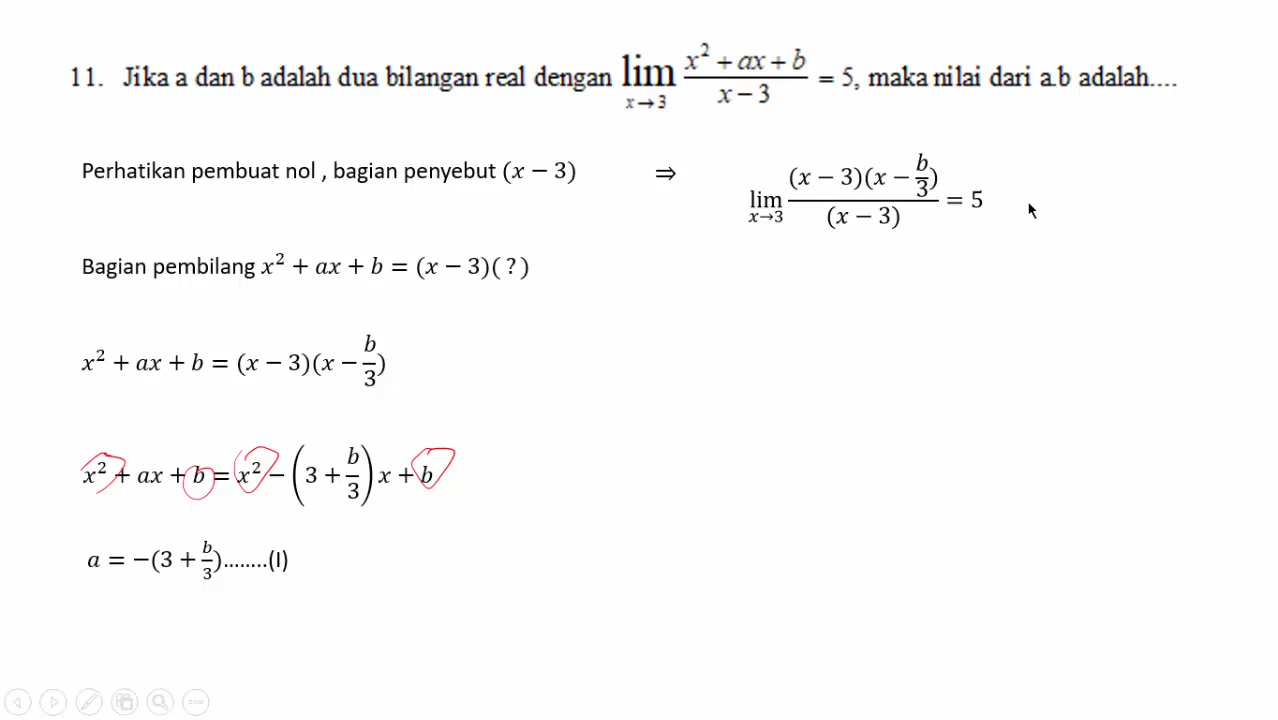 11. Jika a dan b adalah dua bilangan real dengan lim x→3 (x² + ax + b)/(x − 3) = 5, maka nilai dari a.b adalah....
Perhatikan pembuat nol , bagian penyebut (x − 3) ⇒ lim x→3 ((x − 3)(x − b/3))/((x − 3)) = 5
Bagian pembilang x² + ax + b = (x − 3)( ? )
x² + ax + b = (x − 3)(x − b/3)
x² + ax + b = x² − (3 + b/3) x + b
a = −(3 + b/3)........(I)